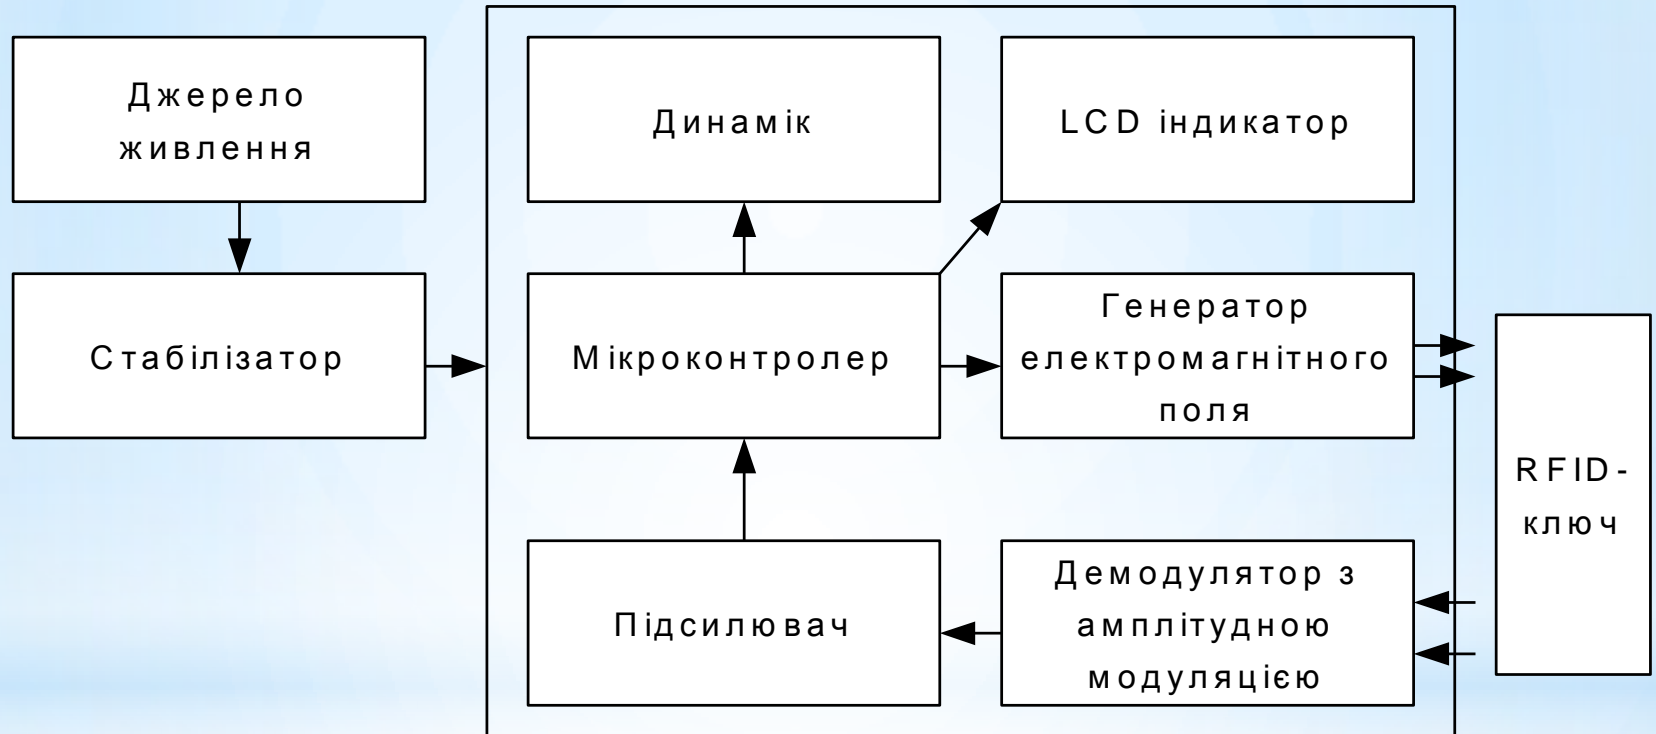 Джерело
живлення
Динамік
LCD індикатор
Стабілізатор
Мікроконтролер
Генератор
електромагнітного
поля
RFID-
ключ
Підсилювач
Демодулятор з
амплітудною
модуляцією